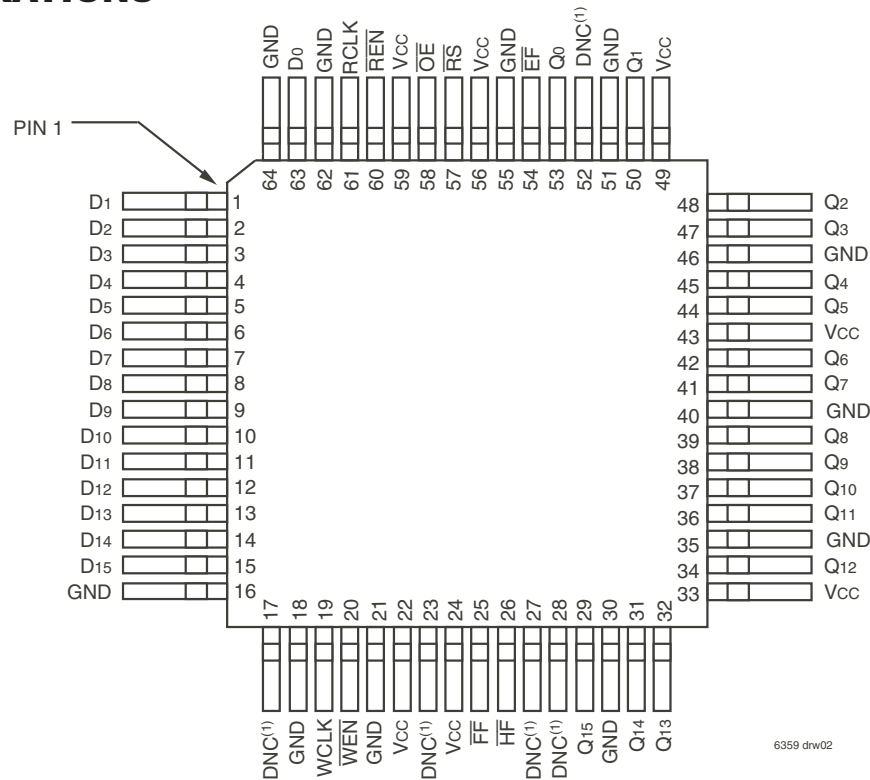 RATIONS
GND D0 GND RCLK REN VCC OE RS VCC GND EF Q0 DNC(1) GND Q1 VCC
PIN 1
64 63 62 61 60 59 58 57 56 55 54 53 52 51 50 49
D1 1 48 Q2
D2 2 47 Q3
D3 3 46 GND
D4 4 45 Q4
D5 5 44 Q5
D6 6 43 VCC
D7 7 42 Q6
D8 8 41 Q7
D9 9 40 GND
D10 10 39 Q8
D11 11 38 Q9
D12 12 37 Q10
D13 13 36 Q11
D14 14 35 GND
D15 15 34 Q12
GND 16 33 VCC
17 18 19 20 21 22 23 24 25 26 27 28 29 30 31 32
DNC(1) GND WCLK WEN GND VCC DNC(1) VCC FF HF DNC(1) DNC(1) Q15 GND Q14 Q13
6359 drw02